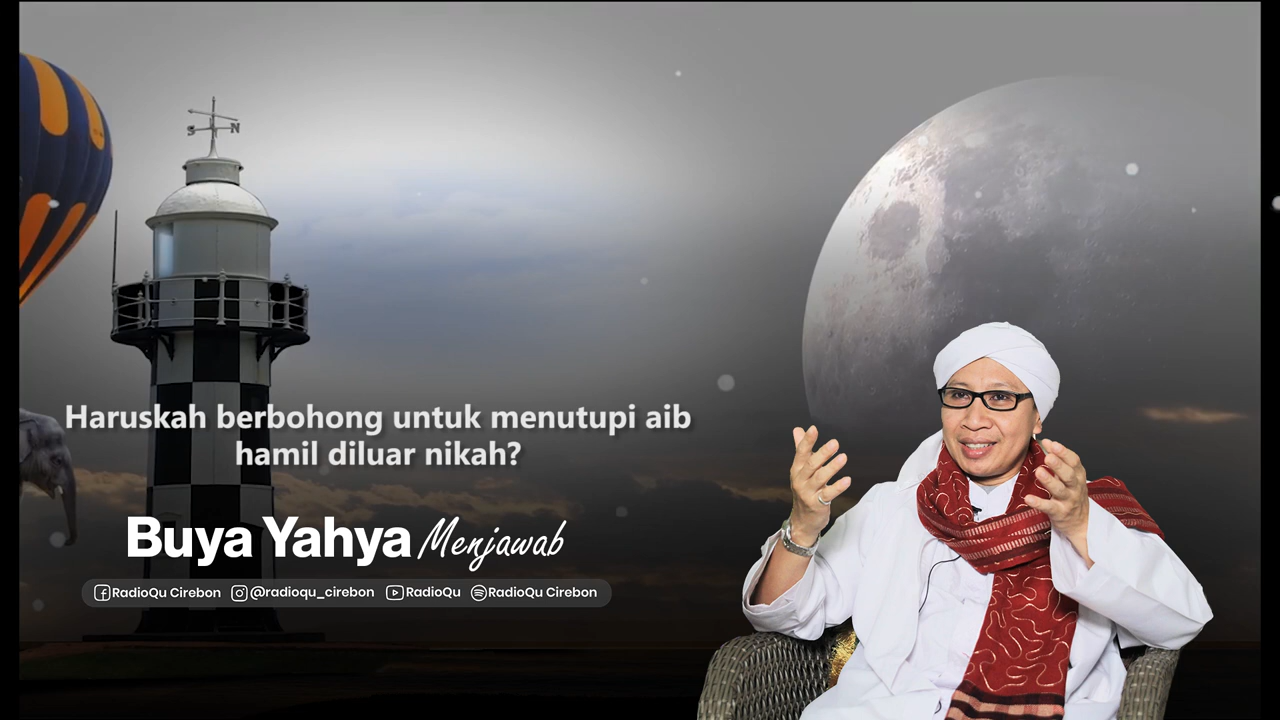 S N
Haruskah berbohong untuk menutupi aib
hamil diluar nikah?
Buya Yahya Menjawab
RadioQu Cirebon @radioqu_cirebon RadioQu RadioQu Cirebon